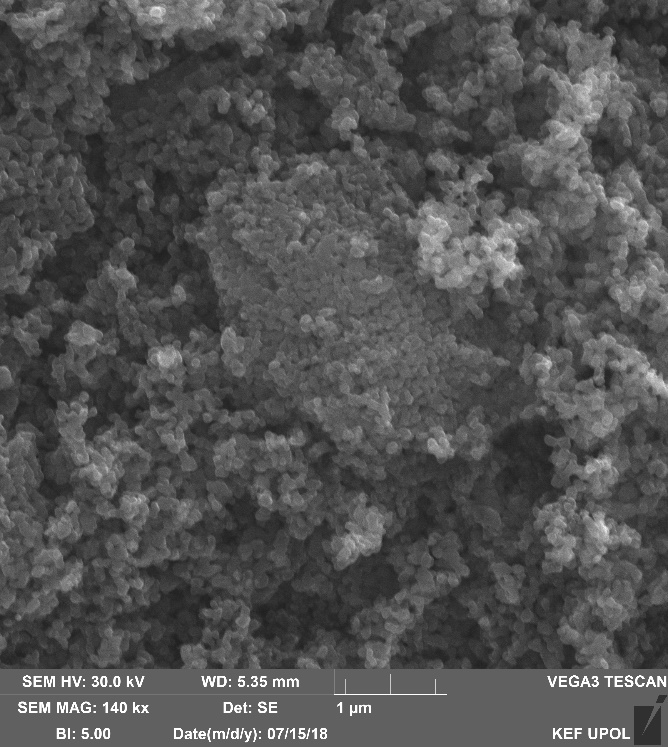 SEM HV: 30.0 kV WD: 5.35 mm VEGA3 TESCAN
SEM MAG: 140 kx Det: SE 1 µm
BI: 5.00 Date(m/d/y): 07/15/18 KEF UPOL